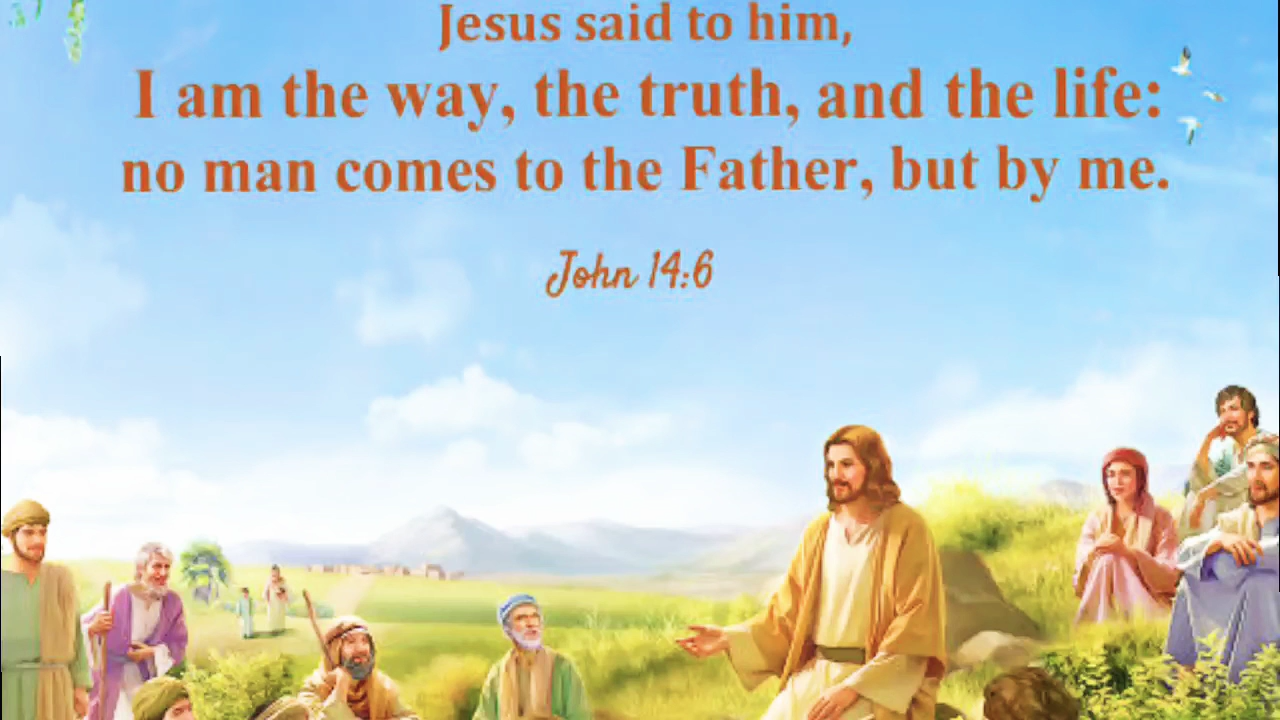 Jesus said to him,
I am the way, the truth, and the life:
no man comes to the Father, but by me.
John 14:6